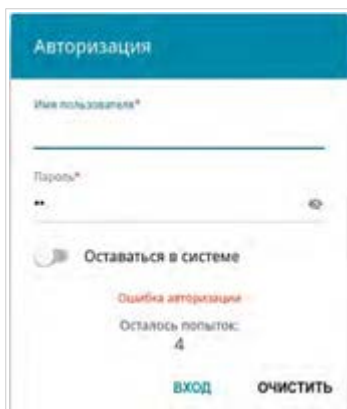 Авторизация
Имя пользователя*
Пароль*
••
Оставаться в системе
Ошибка авторизации
Осталось попыток:
4
ВХОД ОЧИСТИТЬ